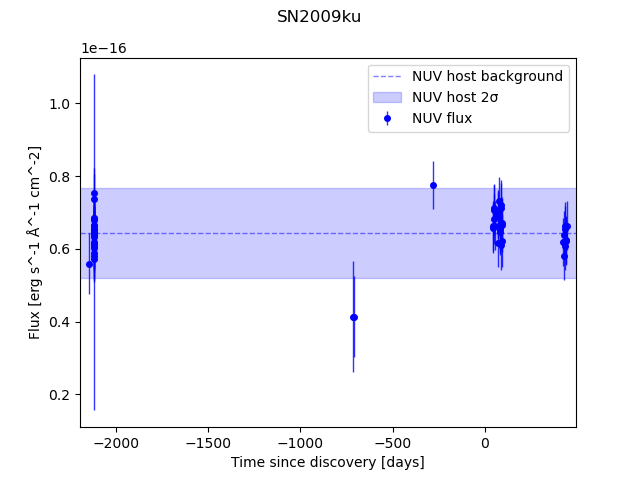 SN2009ku
1e−16
NUV host background
NUV host 2σ
NUV flux
1.0
0.8
0.6
0.4
0.2
Flux [erg s^-1 Å^-1 cm^-2]
−2000 −1500 −1000 −500 0
Time since discovery [days]